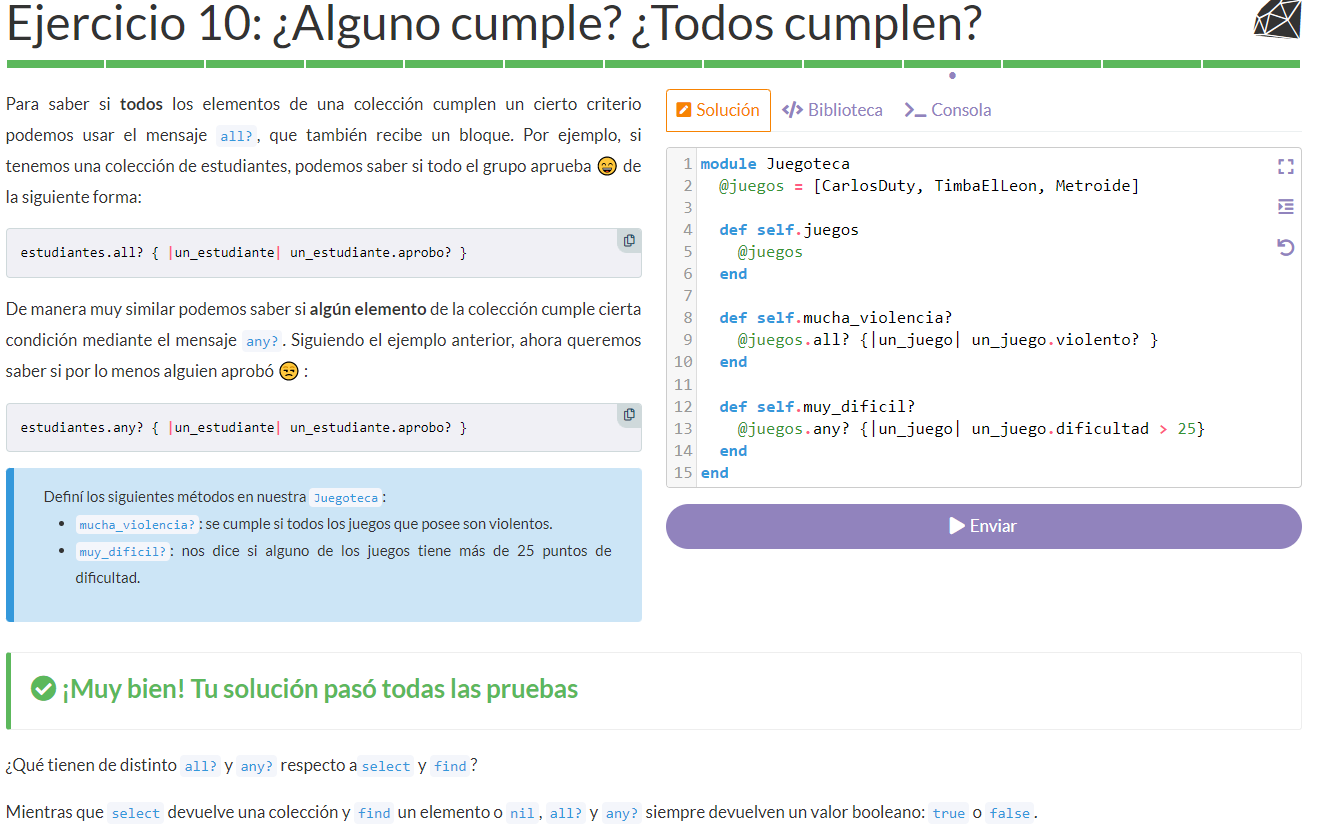 Ejercicio 10: ¿Alguno cumple? ¿Todos cumplen?
Para saber si todos los elementos de una colección cumplen un cierto criterio
podemos usar el mensaje all?, que también recibe un bloque. Por ejemplo, si
tenemos una colección de estudiantes, podemos saber si todo el grupo aprueba 😄 de
la siguiente forma:
estudiantes.all? { |un_estudiante| un_estudiante.aprobo? }
De manera muy similar podemos saber si algún elemento de la colección cumple cierta
condición mediante el mensaje any?. Siguiendo el ejemplo anterior, ahora queremos
saber si por lo menos alguien aprobó 😒 :
estudiantes.any? { |un_estudiante| un_estudiante.aprobo? }
Definí los siguientes métodos en nuestra Juegoteca:
• mucha_violencia?: se cumple si todos los juegos que posee son violentos.
• muy_dificil?: nos dice si alguno de los juegos tiene más de 25 puntos de
dificultad.
Solución </> Biblioteca >_ Consola
1 module Juegoteca
2   @juegos = [CarlosDuty, TimbaElLeon, Metroide]
3
4   def self.juegos
5     @juegos
6   end
7
8   def self.mucha_violencia?
9     @juegos.all? {|un_juego| un_juego.violento? }
10   end
11
12   def self.muy_dificil?
13     @juegos.any? {|un_juego| un_juego.dificultad > 25}
14   end
15 end
Enviar
¡Muy bien! Tu solución pasó todas las pruebas
¿Qué tienen de distinto all? y any? respecto a select y find?
Mientras que select devuelve una colección y find un elemento o nil, all? y any? siempre devuelven un valor booleano: true o false.